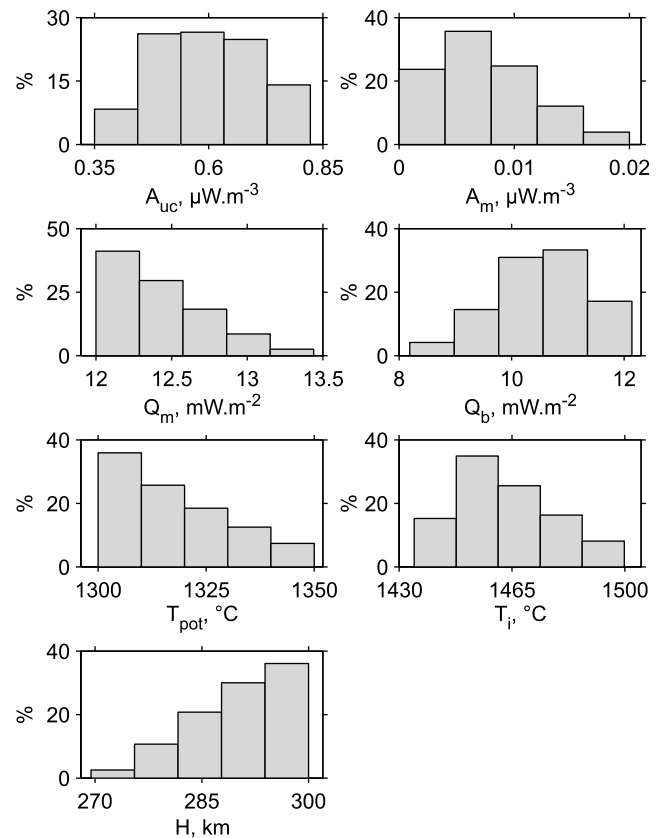 30
15
0
%
0.35 0.6 0.85
A_uc, µW.m^-3
40
20
0
%
0 0.01 0.02
A_m, µW.m^-3
50
25
0
%
12 12.5 13 13.5
Q_m, mW.m^-2
40
20
0
%
8 10 12
Q_b, mW.m^-2
40
20
0
%
1300 1325 1350
T_pot, °C
40
20
0
%
1430 1465 1500
T_i, °C
40
20
0
%
270 285 300
H, km